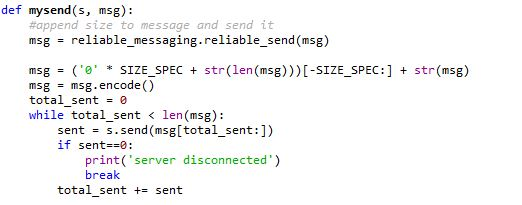 def mysend(s, msg):
    #append size to message and send it
    msg = reliable_messaging.reliable_send(msg)

    msg = ('0' * SIZE_SPEC + str(len(msg)))[-SIZE_SPEC:] + str(msg)
    msg = msg.encode()
    total_sent = 0
    while total_sent < len(msg):
        sent = s.send(msg[total_sent:])
        if sent==0:
            print('server disconnected')
            break
        total_sent += sent